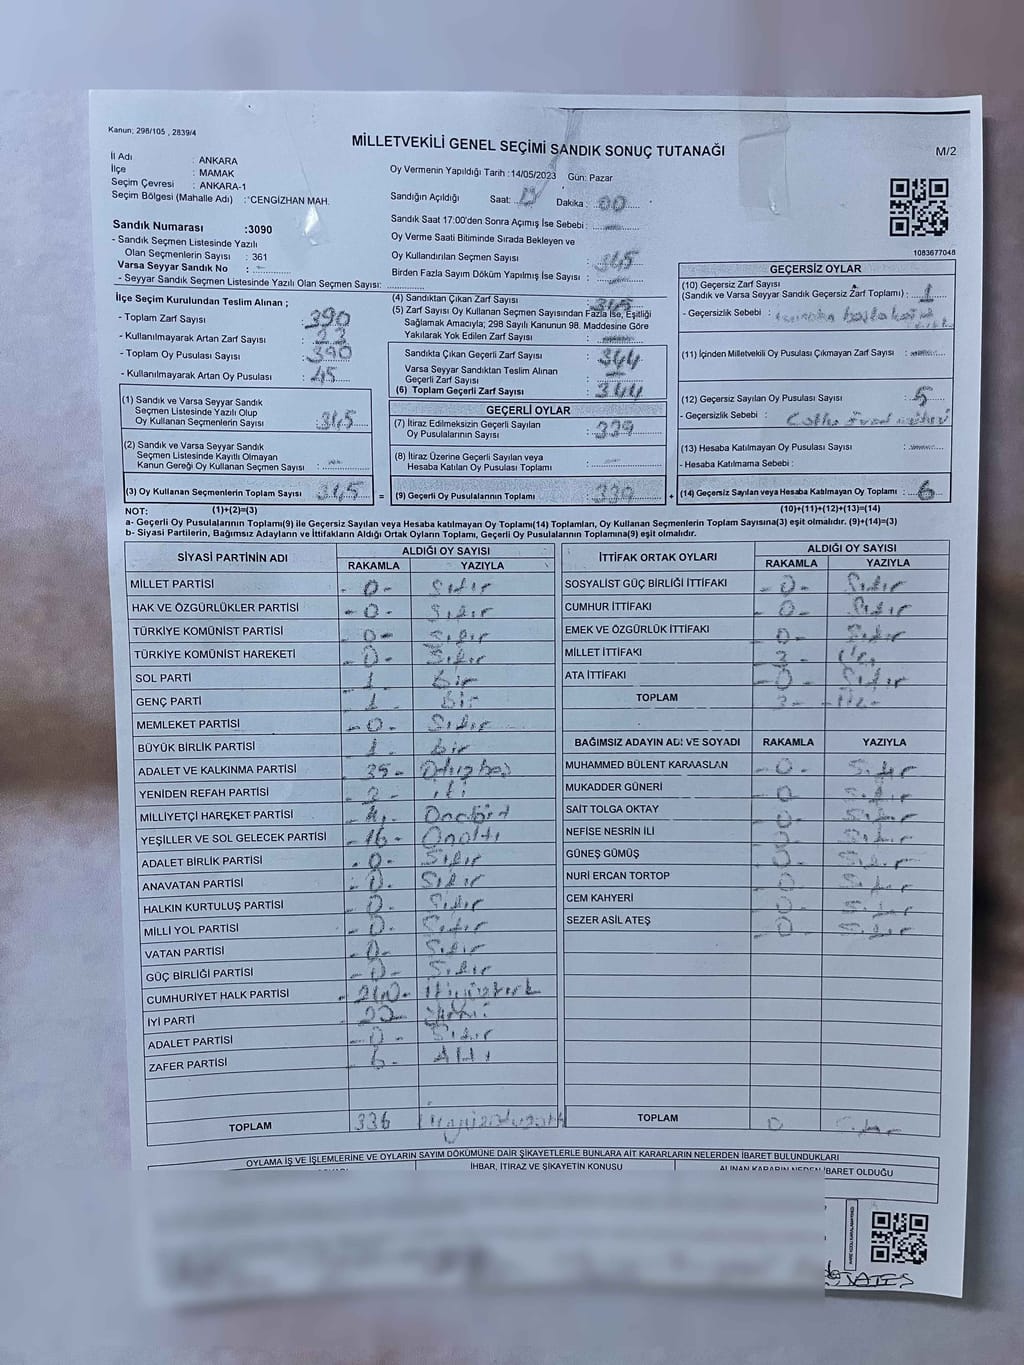 Kanun; 298/105 , 2839/4
MİLLETVEKİLİ GENEL SEÇİMİ SANDIK SONUÇ TUTANAĞI
M/2
İl Adı : ANKARA
İlçe : MAMAK
Seçim Çevresi : ANKARA-1
Seçim Bölgesi (Mahalle Adı) : CENGİZHAN MAH.
Oy Vermenin Yapıldığı Tarih :14/05/2023 Gün: Pazar
Sandığın Açıldığı Saat: Dakika : 00
Sandık Saat 17:00'den Sonra Açımış İse Sebebi :
Oy Verme Saati Bitiminde Sırada Bekleyen ve
Oy Kullandırılan Seçmen Sayısı : 345
Birden Fazla Sayım Döküm Yapılmış İse Sayısı :
1083677048
Sandık Numarası :3090
- Sandık Seçmen Listesinde Yazılı
Olan Seçmenlerin Sayısı : 361
Varsa Seyyar Sandık No :
- Seyyar Sandık Seçmen Listesinde Yazılı Olan Seçmen Sayısı:
İlçe Seçim Kurulundan Teslim Alınan ;
- Toplam Zarf Sayısı : 390
- Kullanılmayarak Artan Zarf Sayısı :
- Toplam Oy Pusulası Sayısı : 390
- Kullanılmayarak Artan Oy Pusulası : 45
(1) Sandık ve Varsa Seyyar Sandık
Seçmen Listesinde Yazılı Olup
Oy Kullanan Seçmenlerin Sayısı : 345
(2) Sandık ve Varsa Seyyar Sandık
Seçmen Listesinde Kayıtlı Olmayan
Kanun Gereği Oy Kullanan Seçmen Sayısı :
(3) Oy Kullanan Seçmenlerin Toplam Sayısı : 345 =
(4) Sandıktan Çıkan Zarf Sayısı : 345
(5) Zarf Sayısı Oy Kullanan Seçmen Sayısından Fazla İse, Eşitliği
Sağlamak Amacıyla; 298 Sayılı Kanunun 98. Maddesine Göre
Yakılarak Yok Edilen Zarf Sayısı :
Sandıkta Çıkan Geçerli Zarf Sayısı : 344
Varsa Seyyar Sandıktan Teslim Alınan
Geçerli Zarf Sayısı :
(6) Toplam Geçerli Zarf Sayısı : 344
GEÇERLİ OYLAR
(7) İtiraz Edilmeksizin Geçerli Sayılan
Oy Pusulalarının Sayısı : 339
(8) İtiraz Üzerine Geçerli Sayılan veya
Hesaba Katılan Oy Pusulası Toplamı :
(9) Geçerli Oy Pusulalarının Toplamı : 339 +
GEÇERSİZ OYLAR
(10) Geçersiz Zarf Sayısı
(Sandık ve Varsa Seyyar Sandık Geçersiz Zarf Toplamı) : 1
- Geçersizlik Sebebi :
(11) İçinden Milletvekili Oy Pusulası Çıkmayan Zarf Sayısı :
(12) Geçersiz Sayılan Oy Pusulası Sayısı : 5
- Geçersizlik Sebebi :
(13) Hesaba Katılmayan Oy Pusulası Sayısı :
- Hesaba Katılmama Sebebi :
(14) Geçersiz Sayılan veya Hesaba Katılmayan Oy Toplamı : 6
NOT: (1)+(2)=(3) (10)+(11)+(12)+(13)=(14)
a- Geçerli Oy Pusulalarının Toplamı(9) ile Geçersiz Sayılan veya Hesaba katılmayan Oy Toplamı(14) Toplamları, Oy Kullanan Seçmenlerin Toplam Sayısına(3) eşit olmalıdır. (9)+(14)=(3)
b- Siyasi Partilerin, Bağımsız Adayların ve İttifakların Aldığı Ortak Oyların Toplamı, Geçerli Oy Pusulalarının Toplamına(9) eşit olmalıdır.
SİYASİ PARTİNİN ADI ALDIĞI OY SAYISI
RAKAMLA YAZIYLA
MİLLET PARTİSİ -0- Sıfır
HAK VE ÖZGÜRLÜKLER PARTİSİ -0- Sıfır
TÜRKİYE KOMÜNİST PARTİSİ -0- Sıfır
TÜRKİYE KOMÜNİST HAREKETİ -0- Sıfır
SOL PARTİ 1 bir
GENÇ PARTİ 1 bir
MEMLEKET PARTİSİ -0- Sıfır
BÜYÜK BİRLİK PARTİSİ 1 bir
ADALET VE KALKINMA PARTİSİ -35- Otuzbeş
YENİDEN REFAH PARTİSİ -2- iki
MİLLİYETÇİ HAREKET PARTİSİ Ondört
YEŞİLLER VE SOL GELECEK PARTİSİ -16- Onaltı
ADALET BİRLİK PARTİSİ -0- Sıfır
ANAVATAN PARTİSİ -0- Sıfır
HALKIN KURTULUŞ PARTİSİ -0- Sıfır
MİLLİ YOL PARTİSİ -0- Sıfır
VATAN PARTİSİ -0- Sıfır
GÜÇ BİRLİĞİ PARTİSİ -0- Sıfır
CUMHURİYET HALK PARTİSİ -240- İkiyüzkırk
İYİ PARTİ 20- yirmi
ADALET PARTİSİ -0- Sıfır
ZAFER PARTİSİ 6- Altı
TOPLAM 336
İTTİFAK ORTAK OYLARI ALDIĞI OY SAYISI
RAKAMLA YAZIYLA
SOSYALİST GÜÇ BİRLİĞİ İTTİFAKI -0- Sıfır
CUMHUR İTTİFAKI -0- Sıfır
EMEK VE ÖZGÜRLÜK İTTİFAKI -0- Sıfır
MİLLET İTTİFAKI 3- Üç
ATA İTTİFAKI -0- Sıfır
TOPLAM 3-
BAĞIMSIZ ADAYIN ADI VE SOYADI RAKAMLA YAZIYLA
MUHAMMED BÜLENT KARAASLAN -0- Sıfır
MUKADDER GÜNERİ -0- Sıfır
SAİT TOLGA OKTAY -0- Sıfır
NEFİSE NESRİN İLİ -0- Sıfır
GÜNEŞ GÜMÜŞ -0- Sıfır
NURİ ERCAN TORTOP -0- Sıfır
CEM KAHYERİ -0- Sıfır
SEZER ASİL ATEŞ -0- Sıfır
TOPLAM 0 Sıfır
OYLAMA İŞ VE İŞLEMLERİNE VE OYLARIN SAYIM DÖKÜMÜNE DAİR ŞİKAYETLERLE BUNLARA AİT KARARLARIN NELERDEN İBARET BULUNDUKLARI
İHBAR, İTİRAZ VE ŞİKAYETİN KONUSU ALINAN KARARIN NEDEN İBARET OLDUĞU